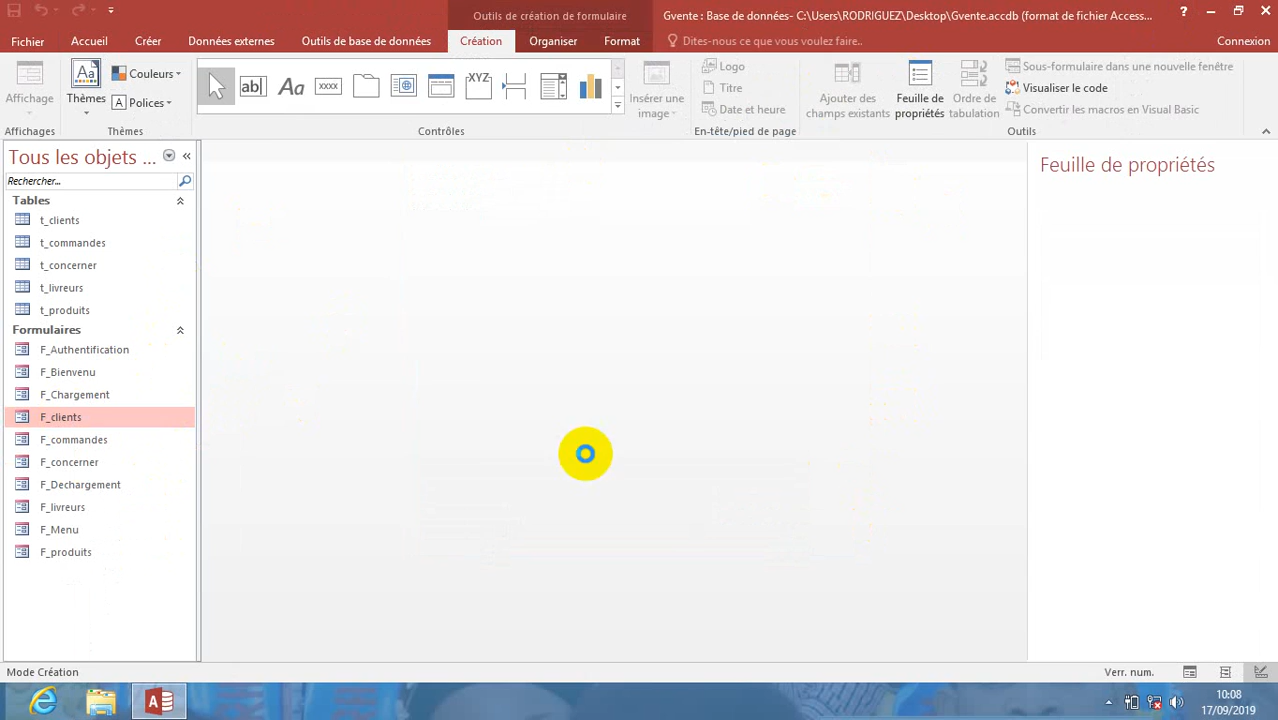 Outils de création de formulaire
Gvente : Base de données- C:\Users\RODRIGUEZ\Desktop\Gvente.accdb (format de fichier Access...
?
Fichier Accueil Créer Données externes Outils de base de données Création Organiser Format Dites-nous ce que vous voulez faire.. Connexion
Affichage
Affichages
Aa
Thèmes
Couleurs
Polices
Thèmes
ab|
Aa
xxxx
XYZ
Contrôles
Insérer une image
Logo
Titre
Date et heure
En-tête/pied de page
Ajouter des champs existants
Feuille de propriétés
Ordre de tabulation
Sous-formulaire dans une nouvelle fenêtre
Visualiser le code
Convertir les macros en Visual Basic
Outils
Tous les objets ...
Rechercher...
Tables
t_clients
t_commandes
t_concerner
t_livreurs
t_produits
Formulaires
F_Authentification
F_Bienvenu
F_Chargement
F_clients
F_commandes
F_concerner
F_Dechargement
F_livreurs
F_Menu
F_produits
Feuille de propriétés
Mode Création
Verr. num.
10:08
17/09/2019